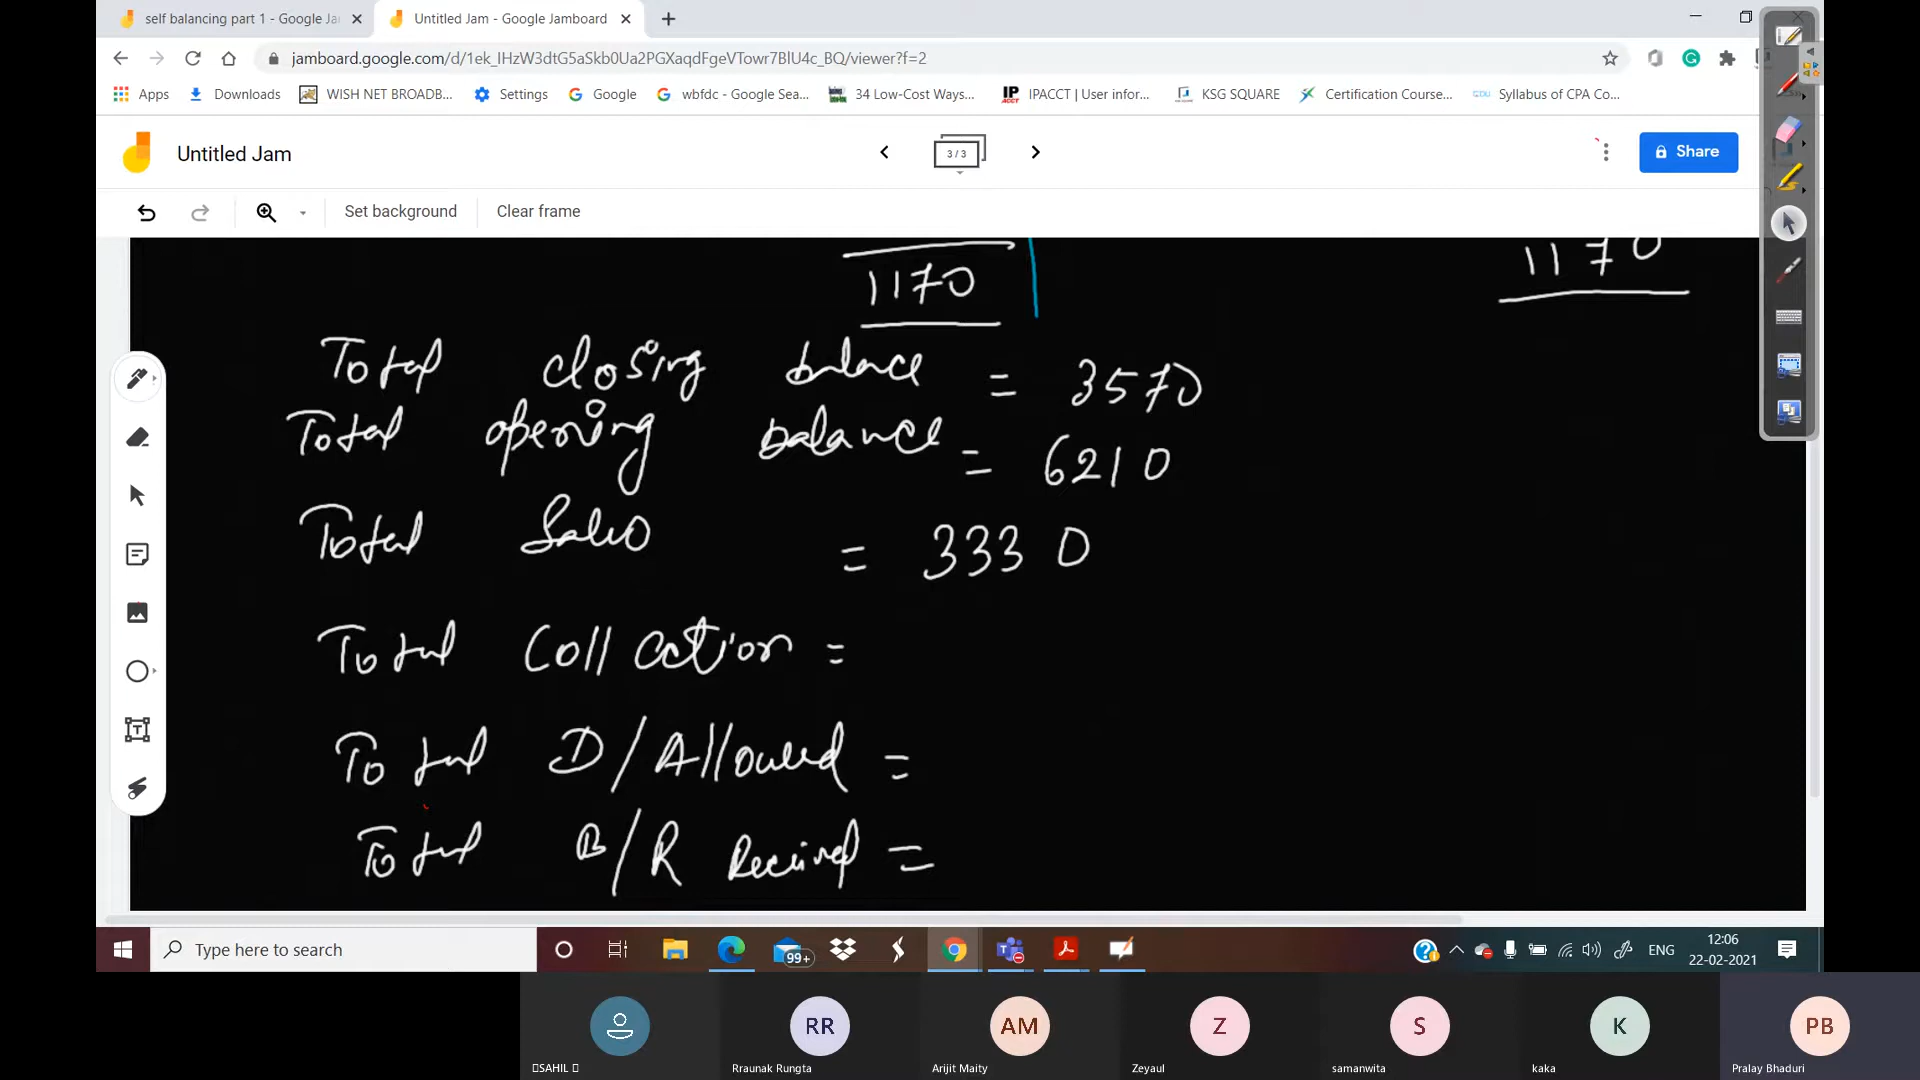 self balancing part 1 - Google Ja
Untitled Jam - Google Jamboard
jamboard.google.com/d/1ek_IHzW3dtG5aSkb0Ua2PGXaqdFgeVTowr7BlU4c_BQ/viewer?f=2
Apps Downloads WISH NET BROADB... Settings Google wbfdc - Google Sea... 34 Low-Cost Ways... IPACCT | User infor... KSG SQUARE Certification Course... Syllabus of CPA Co...
Untitled Jam
3 / 3
Share
Set background Clear frame
1170
1170
Total closing balance = 3570
Total opening balance = 6210
Total Sales = 3330
Total Collection =
Total D/Allowed =
Total B/R Received =
Type here to search
99+
ENG
12:06
22-02-2021
RR AM Z S K PB
SAHIL Rraunak Rungta Arijit Maity Zeyaul samanwita kaka Pralay Bhaduri